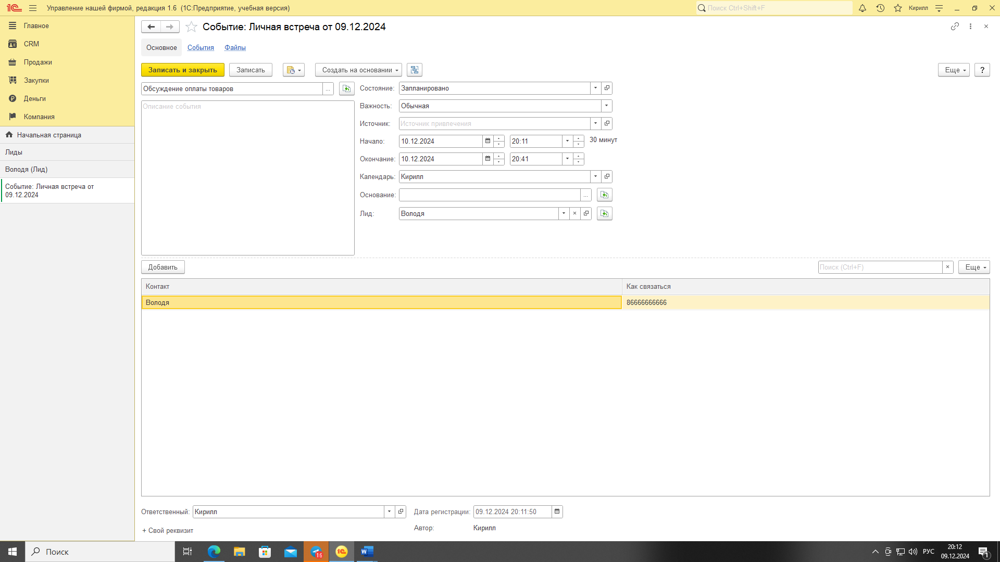 1С Управление нашей фирмой, редакция 1.6 (1С:Предприятие, учебная версия)
Поиск Ctrl+Shift+F
Кирилл
Главное
CRM
Продажи
Закупки
Деньги
Компания
Начальная страница
Лиды
Володя (Лид)
Событие: Личная встреча от
09.12.2024
Событие: Личная встреча от 09.12.2024
Основное События Файлы
Записать и закрыть Записать Создать на основании Еще ?
Обсуждение оплаты товаров ...
Описание события
Состояние: Запланировано
Важность: Обычная
Источник: Источник привлечения
Начало: 10.12.2024 20:11 30 минут
Окончание: 10.12.2024 20:41
Календарь: Кирилл
Основание: ...
Лид: Володя
Добавить Поиск (Ctrl+F) × Еще
Контакт Как связаться
Володя 86666666666
Ответственный: Кирилл Дата регистрации: 09.12.2024 20:11:50
+ Свой реквизит Автор: Кирилл
Поиск
16
1С
W
РУС
20:12
09.12.2024
1